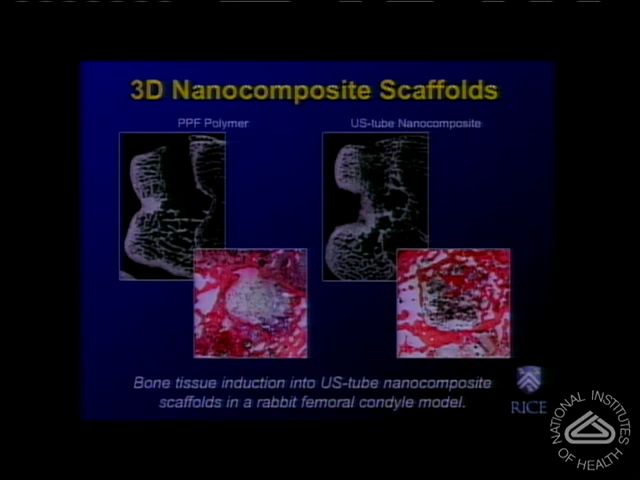 3D Nanocomposite Scaffolds
PPF Polymer
US-tube Nanocomposite
Bone tissue induction into US-tube nanocomposite
scaffolds in a rabbit femoral condyle model.
RICE
NATIONAL INSTITUTES
OF HEALTH